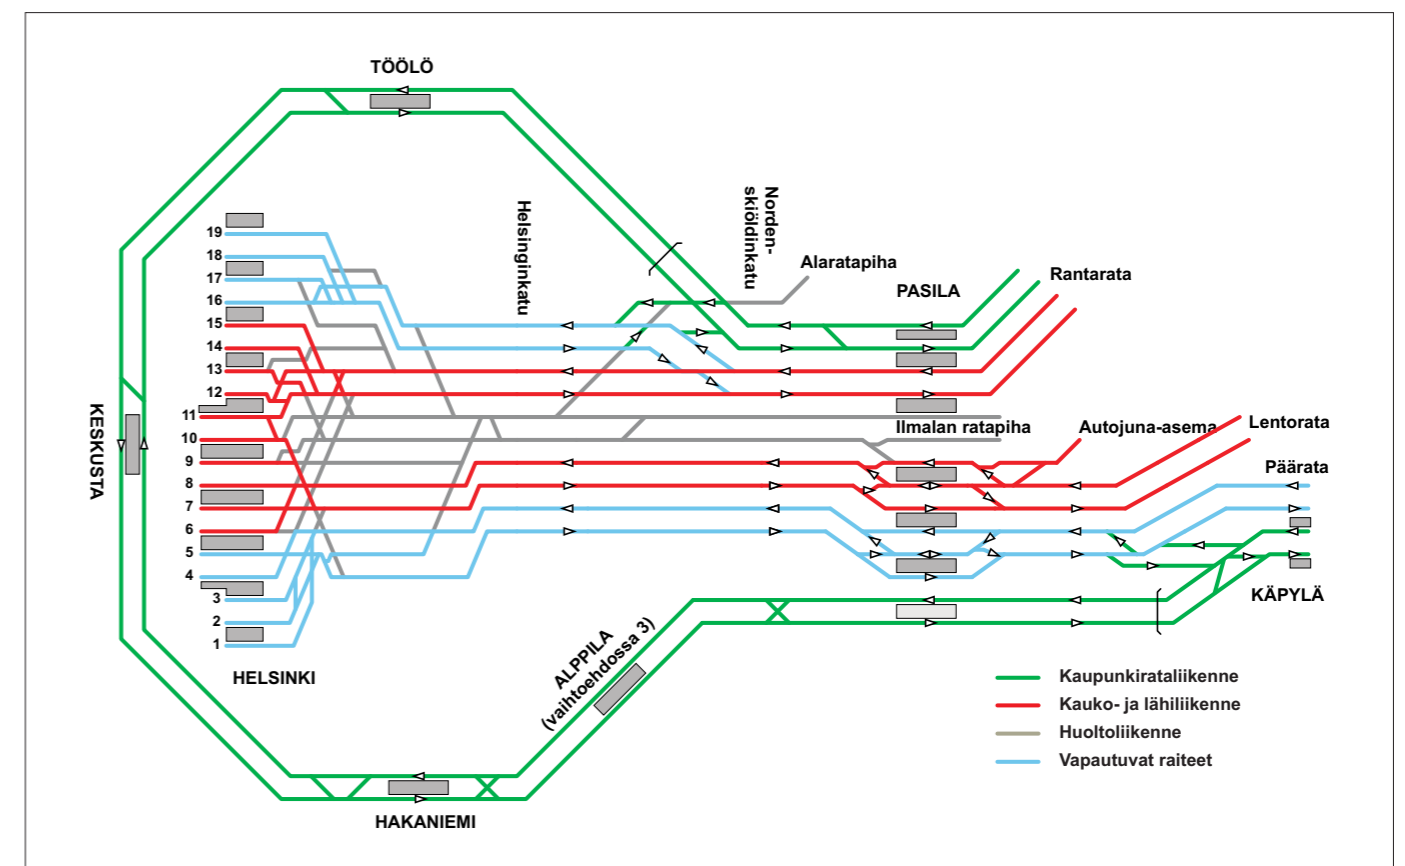 TÖÖLÖ
Norden-
skiöldinkatu
Helsinginkatu
Alaratapiha
PASILA
Rantarata
19
18
17
16
15
14
13
12
11
10
9
8
7
6
5
4
3
2
1
KESKUSTA
Ilmalan ratapiha
Autojuna-asema
Lentorata
Päärata
KÄPYLÄ
HELSINKI
ALPPILA
(vaihtoehdossa 3)
HAKANIEMI
Kaupunkirataliikenne
Kauko- ja lähiliikenne
Huoltoliikenne
Vapautuvat raiteet